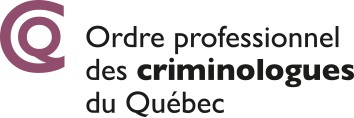 Ordre professionnel
des criminologues
du Québec